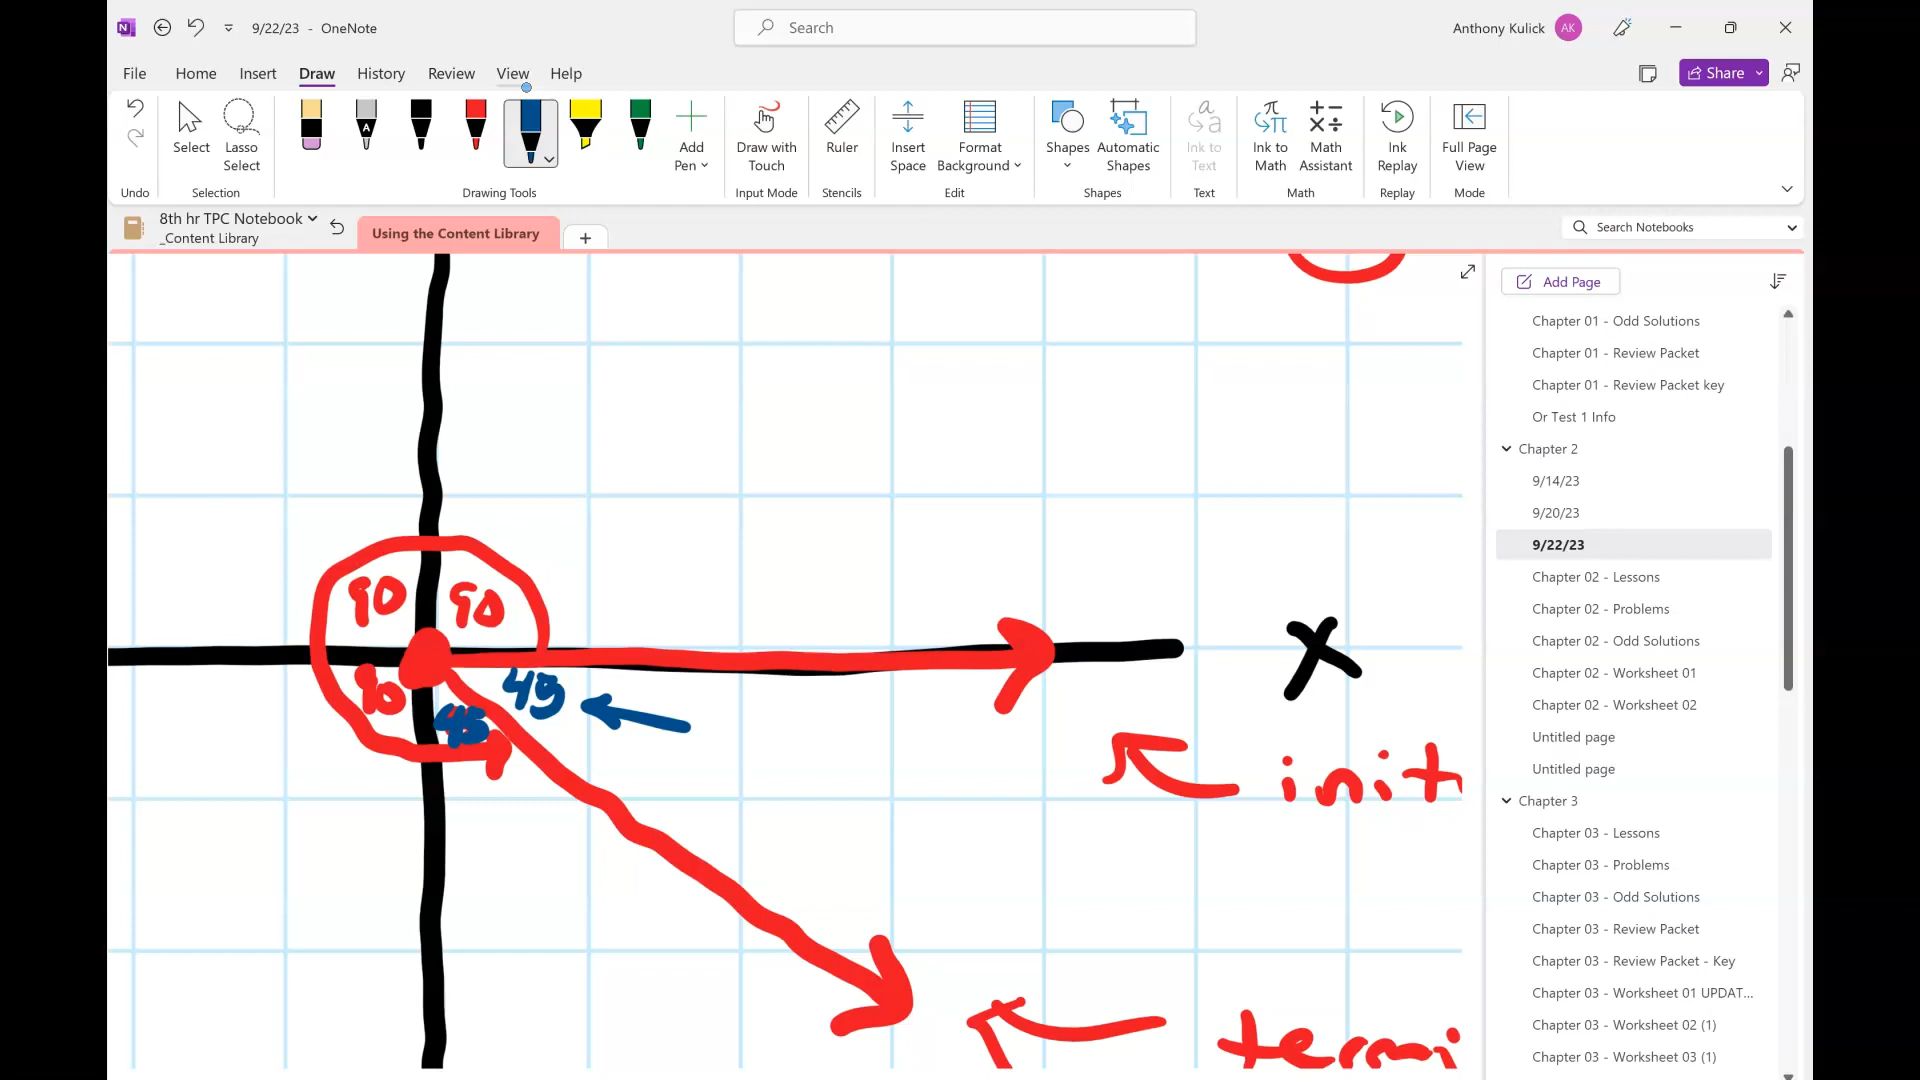 9/22/23 - OneNote
Search
Anthony Kulick AK
File Home Insert Draw History Review View Help
Share
Select
Lasso Select
A
Add Pen
Draw with Touch
Ruler
Insert Space
Format Background
Shapes
Automatic Shapes
a
Ink to Text
Ink to Math
Math Assistant
Ink Replay
Full Page View
Undo Selection Drawing Tools Input Mode Stencils Edit Shapes Text Math Replay Mode
8th hr TPC Notebook
_Content Library
Using the Content Library
Search Notebooks
Add Page
Chapter 01 - Odd Solutions
Chapter 01 - Review Packet
Chapter 01 - Review Packet key
Or Test 1 Info
Chapter 2
9/14/23
9/20/23
9/22/23
Chapter 02 - Lessons
Chapter 02 - Problems
Chapter 02 - Odd Solutions
Chapter 02 - Worksheet 01
Chapter 02 - Worksheet 02
Untitled page
Untitled page
Chapter 3
Chapter 03 - Lessons
Chapter 03 - Problems
Chapter 03 - Odd Solutions
Chapter 03 - Review Packet
Chapter 03 - Review Packet - Key
Chapter 03 - Worksheet 01 UPDAT...
Chapter 03 - Worksheet 02 (1)
Chapter 03 - Worksheet 03 (1)
90 90
x
90 45
45
init
termi